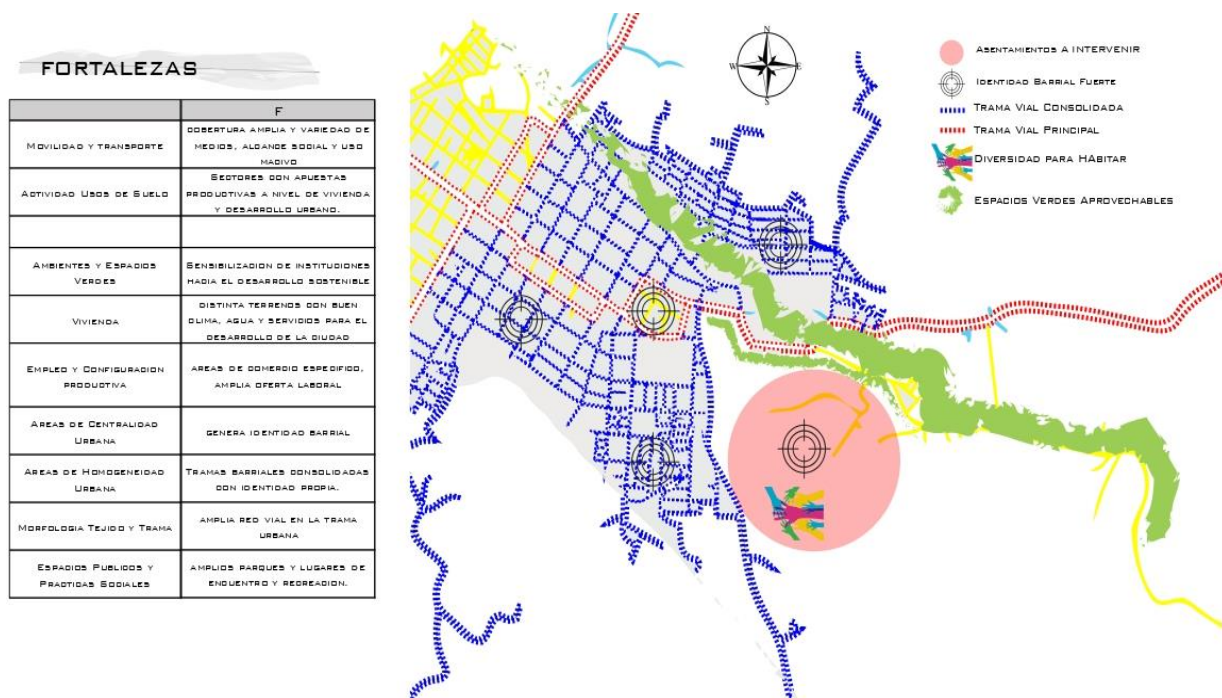 FORTALEZAS
F
MOVILIDAD Y TRANSPORTE
COBERTURA AMPLIA Y VARIEDAD DE
MEDIOS, ALCANCE SOCIAL Y USO
MACIVO
ACTIVIDAD USOS DE SUELO
SECTORES CON APUESTAS
PRODUCTIVAS A NIVEL DE VIVIENDA
Y DESARROLLO URBANO.
AMBIENTES Y ESPACIOS
VERDES
SENSIBILIZACION DE INSTITUCIONES
HACIA EL DESARROLLO SOSTENIBLE
VIVIENDA
DISTINTA TERRENOS CON BUEN
CLIMA, AGUA Y SERVICIOS PARA EL
DESARROLLO DE LA CIUDAD
EMPLEO Y CONFIGURACION
PRODUCTIVA
AREAS DE COMERCIO ESPECIFICO,
AMPLIA OFERTA LABORAL
AREAS DE CENTRALIDAD
URBANA
GENERA IDENTIDAD BARRIAL
AREAS DE HOMOGENEIDAD
URBANA
TRAMAS BARRIALES CONSOLIDADAS
CON IDENTIDAD PROPIA.
MORFOLOGIA TEJIDO Y TRAMA
AMPLIA RED VIAL EN LA TRAMA
URBANA
ESPACIOS PUBLICOS Y
PRACTICAS SOCIALES
AMPLIOS PARQUES Y LUGARES DE
ENCUENTRO Y RECREACION.
N
W
E
S
ASENTAMIENTOS A INTERVENIR
IDENTIDAD BARRIAL FUERTE
TRAMA VIAL CONSOLIDADA
TRAMA VIAL PRINCIPAL
DIVERSIDAD PARA HÁBITAR
ESPACIOS VERDES APROVECHABLES